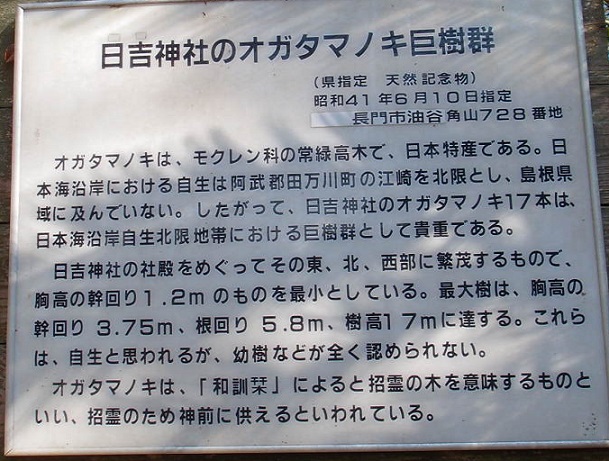 日吉神社のオガタマノキ巨樹群
（県指定 天然記念物）
昭和41年6月10日指定
長門市油谷角山728番地
オガタマノキは、モクレン科の常緑高木で、日本特産である。日
本海沿岸における自生は阿武郡田万川町の江崎を北限とし、島根県
域に及んでいない。したがって、日吉神社のオガタマノキ17本は、
日本海沿岸自生北限地帯における巨樹群として貴重である。
日吉神社の社殿をめぐってその東、北、西部に繁茂するもので、
胸高の幹回り1.2mのものを最小としている。最大樹は、胸高の
幹回り 3.75m、根回り 5.8m、樹高17mに達する。これら
は、自生と思われるが、幼樹などが全く認められない。
オガタマノキは、「和訓栞」によると招霊の木を意味するものと
いい、招霊のため神前に供えるといわれている。